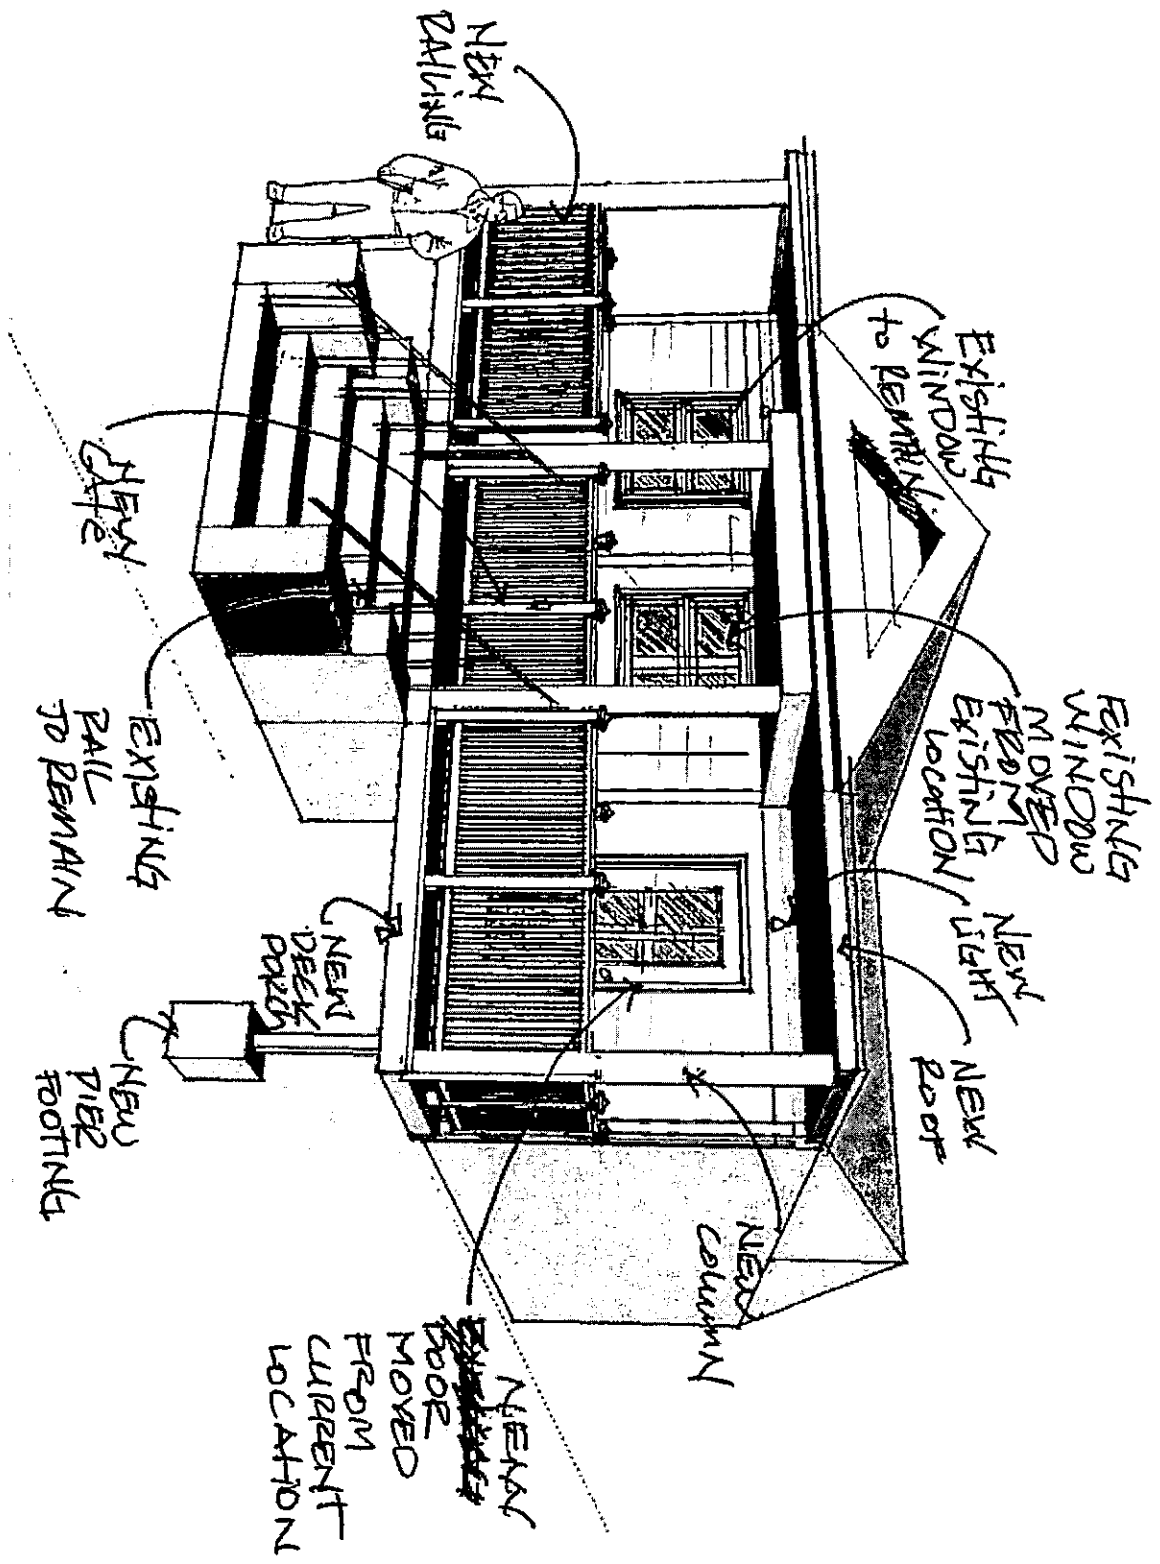 NEW
RAILING
EXISTING
WINDOW
to REMAIN.
EXISTING
WINDOW
MOVED
FROM
EXISTING
LOCATION
NEW
LIGHT
NEW
ROOF
NEW
GATE
EXISTING
RAIL
TO REMAIN
NEW
DECK
PORCH
NEW
PIER
FOOTING
NEW
COLUMN
NEW
DOOR
MOVED
FROM
CURRENT
LOCATION